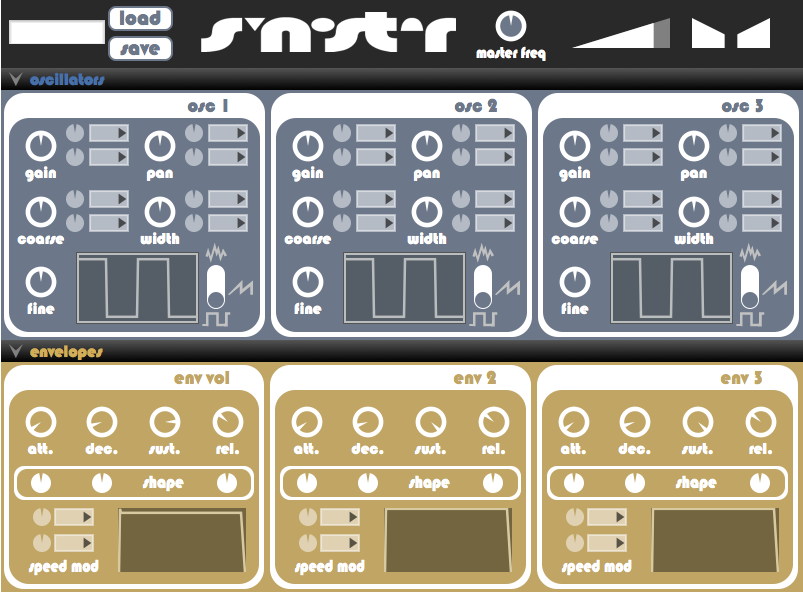 load
save
sinistar
master freq
oscillators
osc 1 osc 2 osc 3
gain pan gain pan gain pan
coarse width coarse width coarse width
fine fine fine
envelopes
env vol env 2 env 3
att. dec. sust. rel. att. dec. sust. rel. att. dec. sust. rel.
shape shape shape
speed mod speed mod speed mod